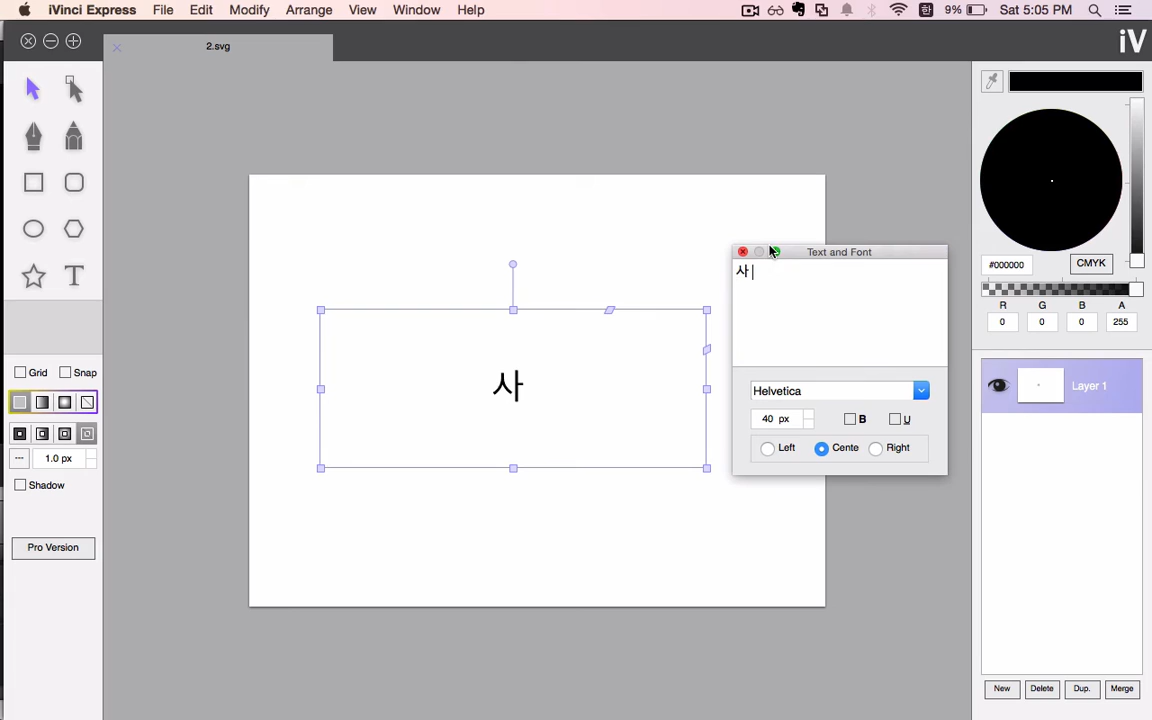 iVinci Express File Edit Modify Arrange View Window Help 한 9% Sat 5:05 PM
iV
2.svg
T
Grid Snap
1.0 px
Shadow
Pro Version
사
Text and Font
사
Helvetica
40 px B U
Left Cente Right
#000000 CMYK
R G B A
0 0 0 255
Layer 1
New Delete Dup. Merge